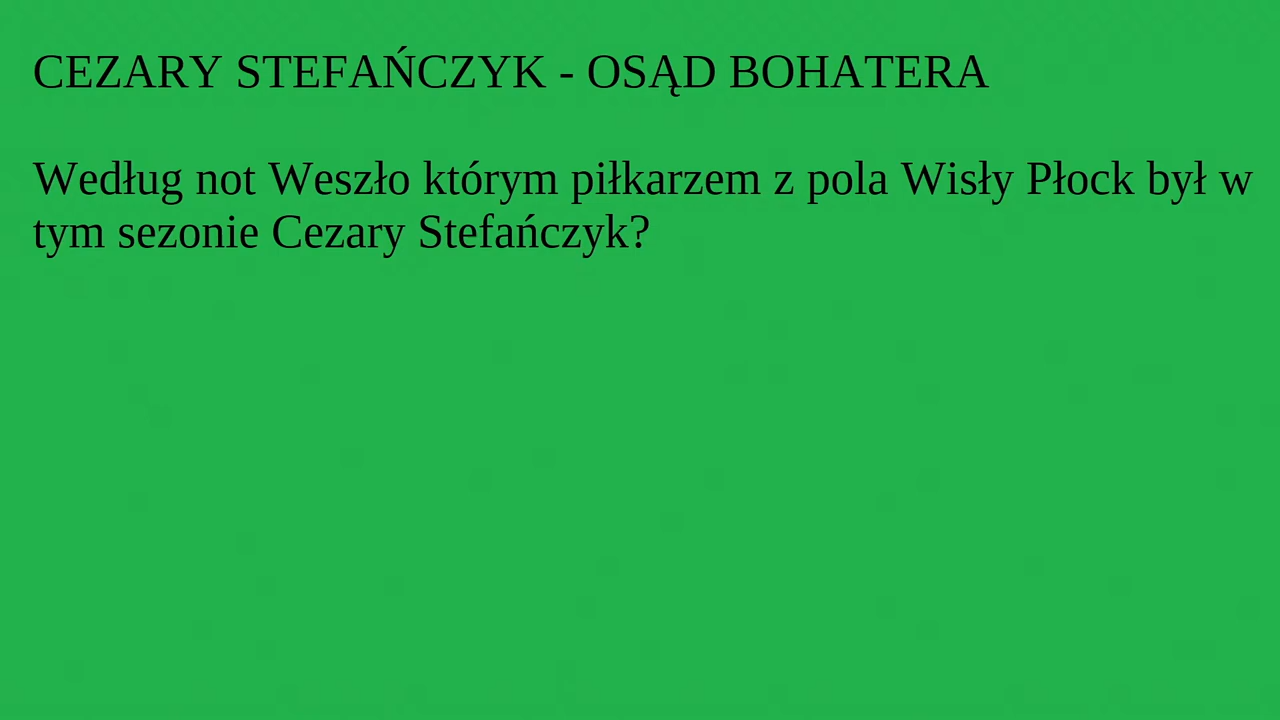 CEZARY STEFAŃCZYK - OSĄD BOHATERA
Według not Weszło którym piłkarzem z pola Wisły Płock był w
tym sezonie Cezary Stefańczyk?